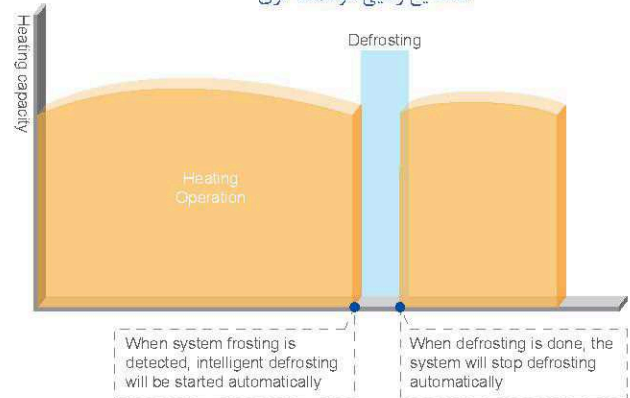 Defrosting
Heating capacity
Heating
Operation
When system frosting is
detected, intelligent defrosting
will be started automatically
When defrosting is done, the
system will stop defrosting
automatically